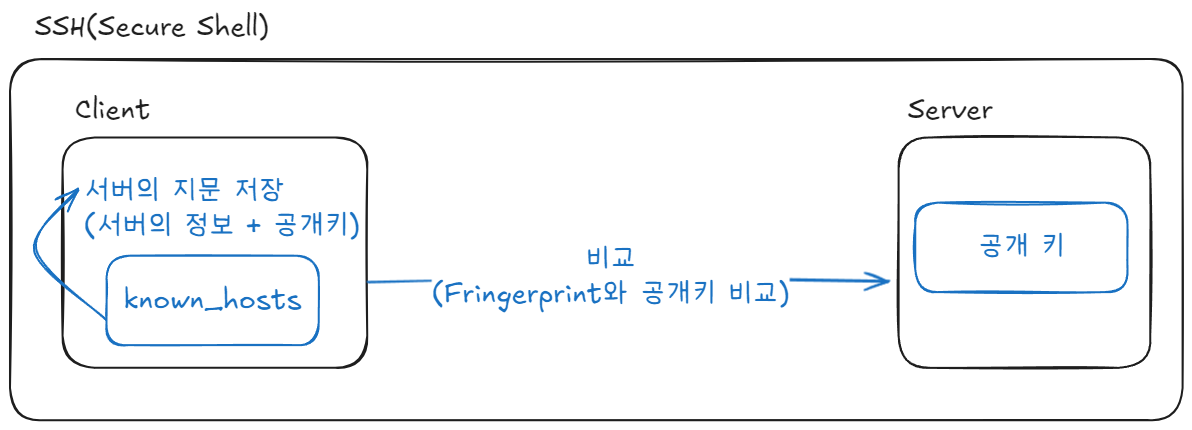 SSH(Secure Shell)
Client
Server
서버의 지문 저장
(서버의 정보 + 공개키)
known_hosts
비교
(Fringerprint와 공개키 비교)
공개 키